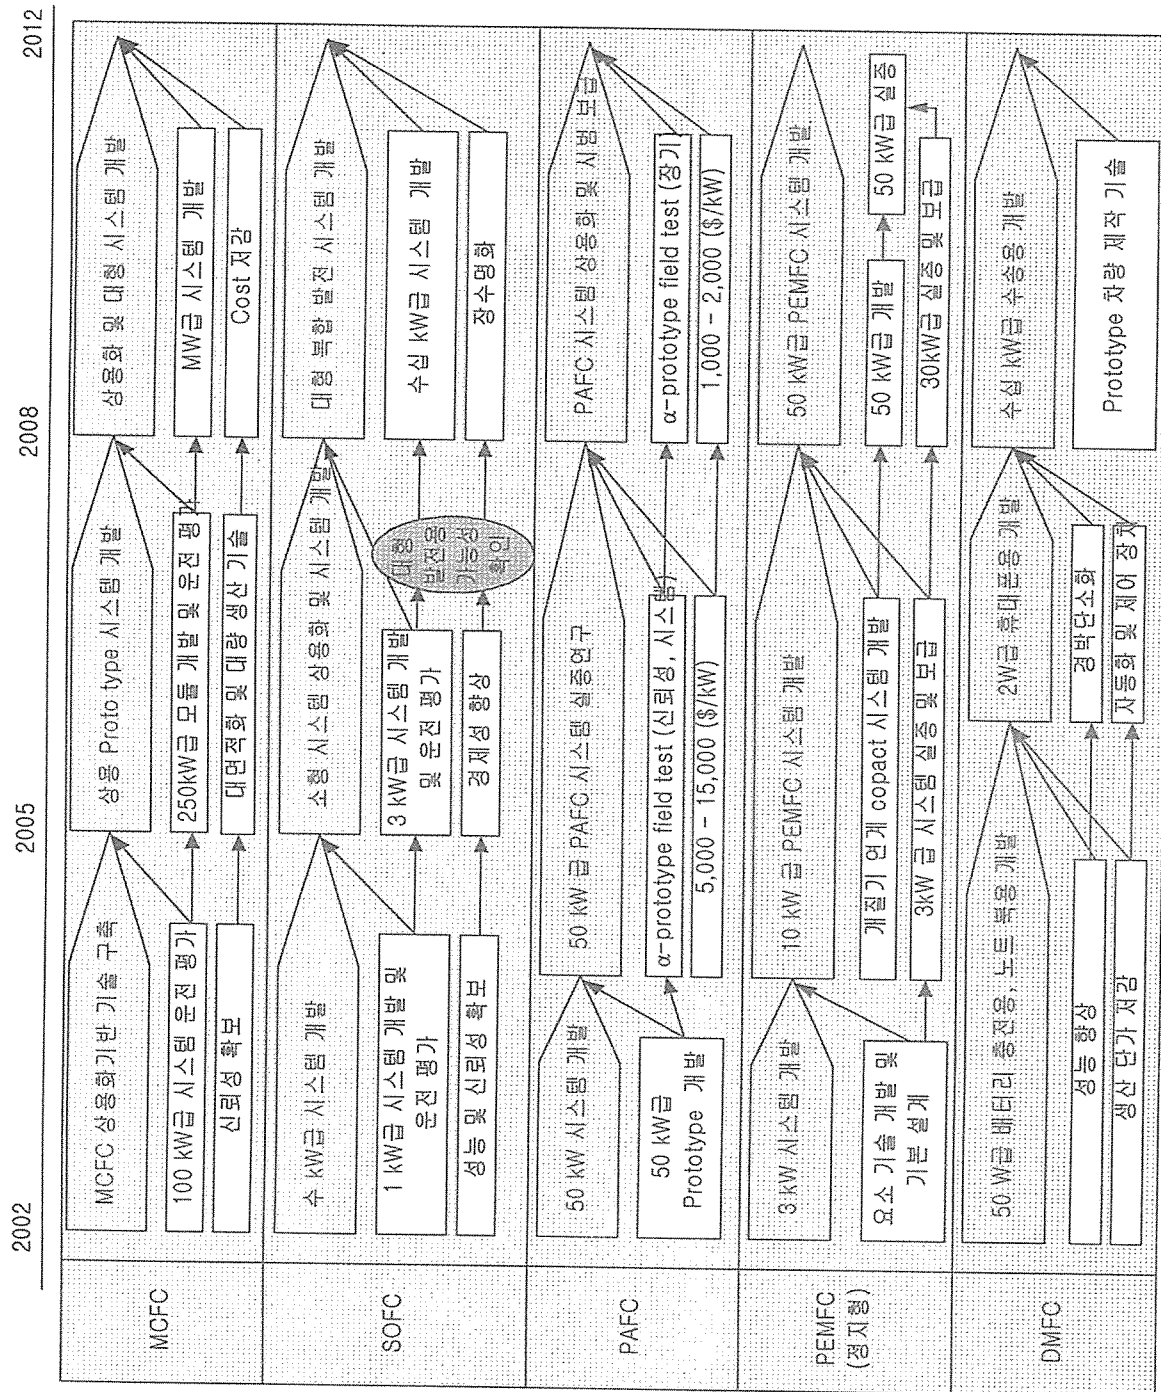 2002
2005
2008
2012
MCFC
MCFC 상용화기반 기술 구축
상용 Prototype 시스템 개발
상용화 및 대형 시스템 개발
100 kW급 시스템 운전 평가
250kW급 모듈 개발 및 운전 평가
MW급 시스템 개발
신뢰성 확보
대면적화 및 대량 생산 기술
Cost 저감
SOFC
수 kW급 시스템 개발
소형 시스템 상용화 및 시스템 개발
대형 복합 발전 시스템 개발
1 kW급 시스템 개발 및
운전 평가
3 kW급 시스템 개발
및 운전 평가
대형
발전용
가능성
확인
수십 kW급 시스템 개발
성능 및 신뢰성 확보
경제성 향상
장수명화
PAFC
50 kW 시스템 개발
50 kW급 PAFC 시스템 실증연구
PAFC 시스템 상용화 및 시범 보급
50 kW급
Prototype 개발
α-prototype field test (신뢰성, 시스템)
α-prototype field test (장기)
5,000 - 15,000 ($/kW)
1,000 - 2,000 ($/kW)
PEMFC
(정지형)
3 kW 시스템 개발
10 kW급 PEMFC 시스템 개발
50 kW급 PEMFC 시스템 개발
요소 기술 개발 및
기본 설계
개질기 연계 copact 시스템 개발
50 kW급 개발
50 kW급 실증
3kW급 시스템 실증 및 보급
30kW급 실증 및 보급
DMFC
50 W급 배터리 충전용, 노트 북용 개발
2W급 휴대폰용 개발
수십 kW급 수송용 개발
성능 향상
경박단소화
생산 단가 저감
자동화 및 제어 장치
Prototype 차량 제작 기술